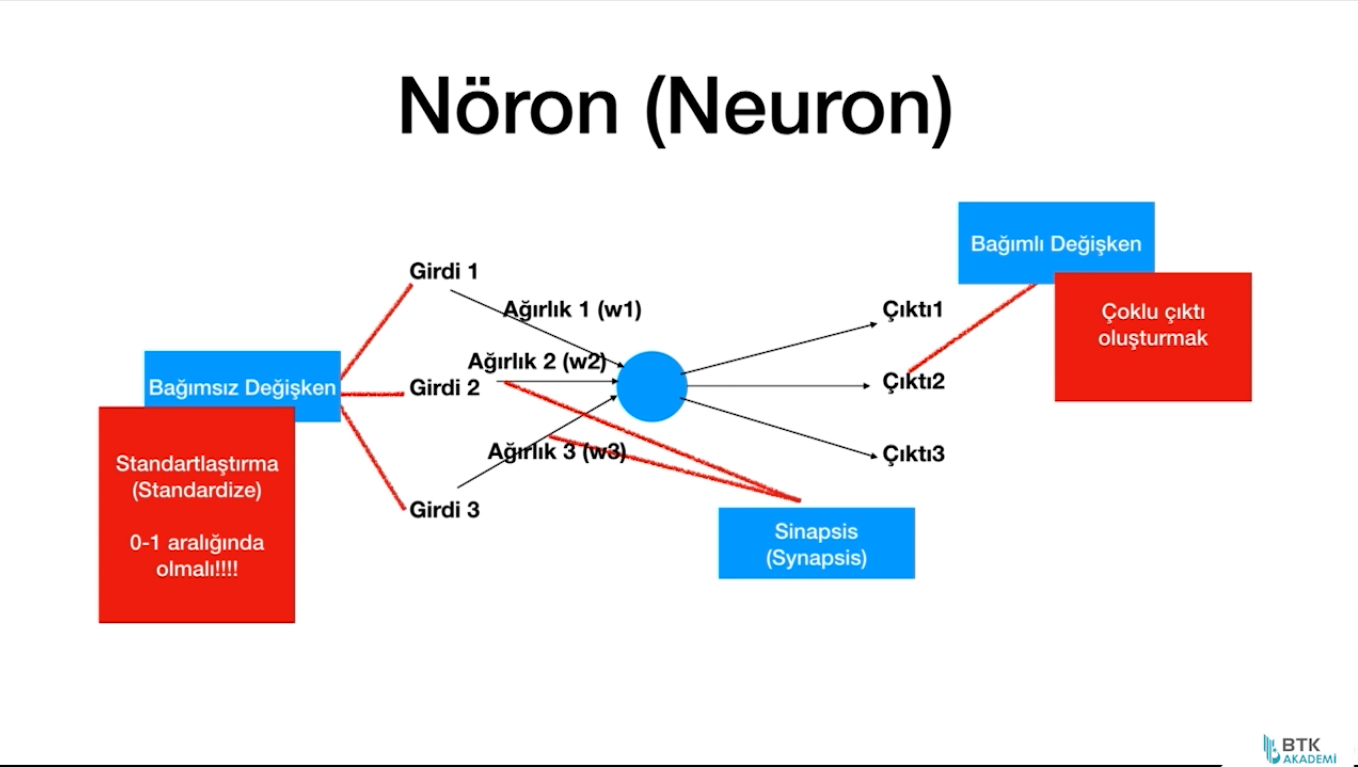 Nöron (Neuron)
Girdi 1
Ağırlık 1 (w1)
Ağırlık 2 (w2)
Bağımsız Değişken
Girdi 2
Ağırlık 3 (w3)
Girdi 3
Standartlaştırma
(Standardize)
0-1 aralığında
olmalı!!!!
Sinapsis
(Synapsis)
Çıktı1
Çıktı2
Çıktı3
Bağımlı Değişken
Çoklu çıktı
oluşturmak
BTK
AKADEMİ